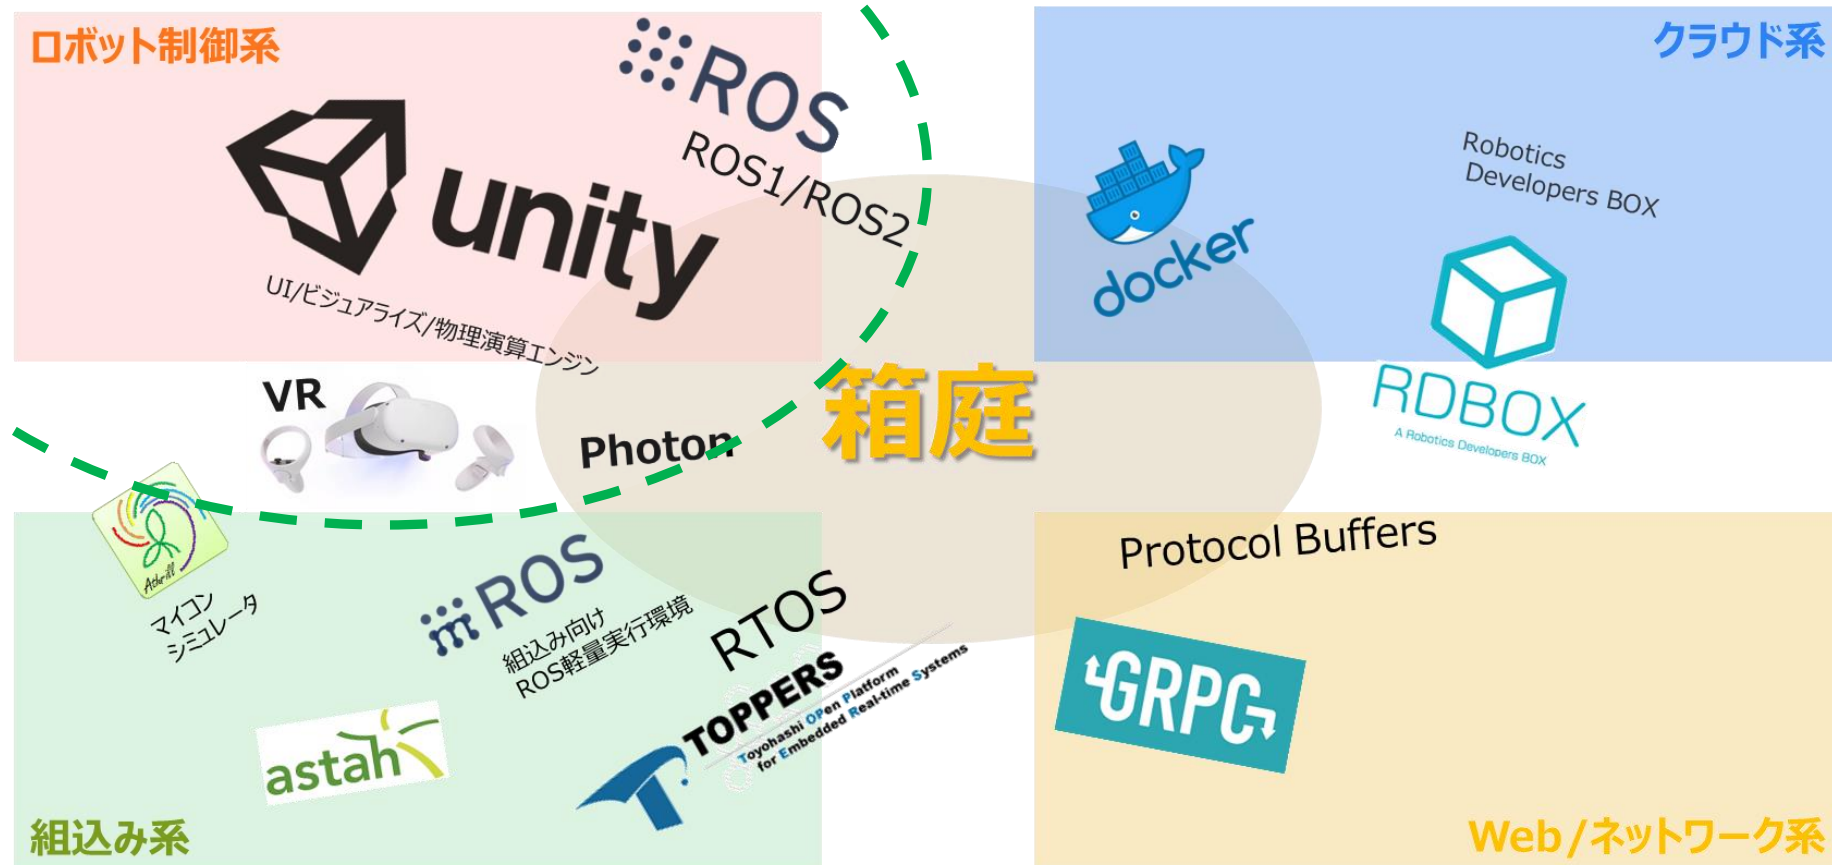 ロボット制御系
ROS
ROS1/ROS2
unity
UI/ビジュアライズ/物理演算エンジン
VR
Photon
クラウド系
docker
Robotics
Developers BOX
RDBOX
A Robotics Developers BOX
箱庭
Athrill
マイコン
シミュレータ
mROS
組込み向け
ROS軽量実行環境
RTOS
TOPPERS
Toyohashi OPen Platform
for Embedded Real-time Systems
astah
組込み系
Protocol Buffers
GRPC
Web/ネットワーク系